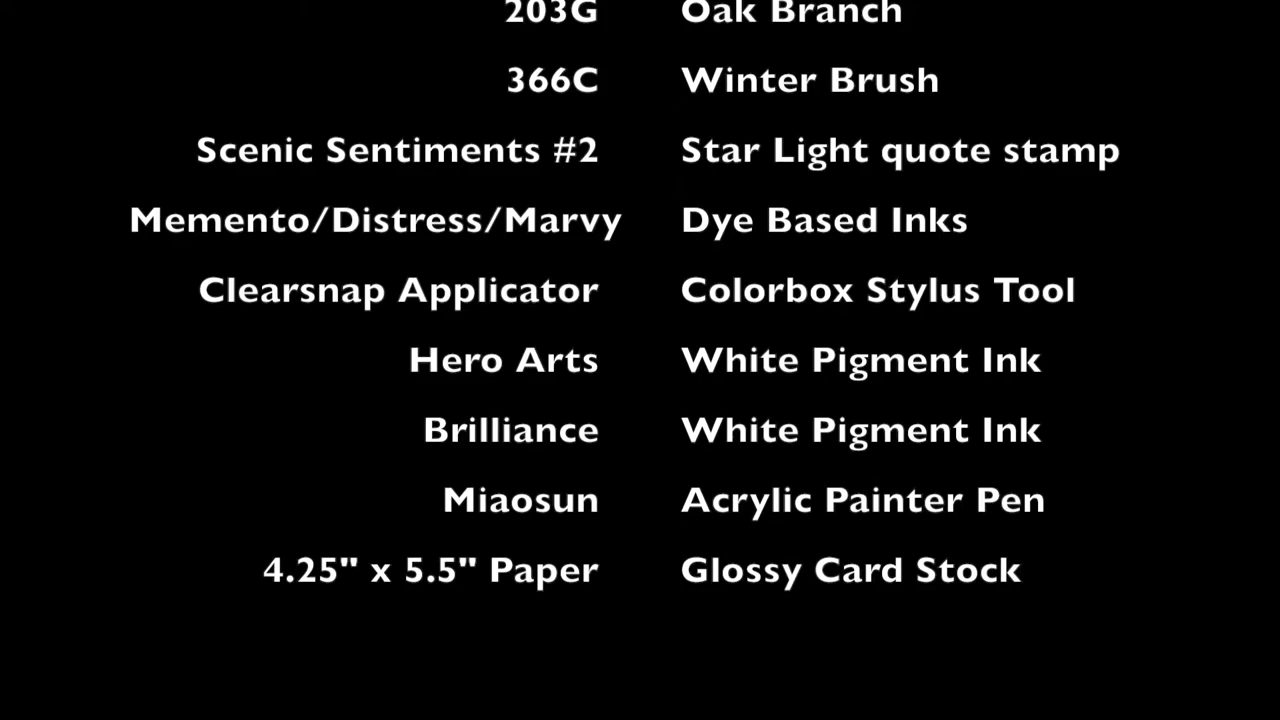 203G Oak Branch
366C Winter Brush
Scenic Sentiments #2 Star Light quote stamp
Memento/Distress/Marvy Dye Based Inks
Clearsnap Applicator Colorbox Stylus Tool
Hero Arts White Pigment Ink
Brilliance White Pigment Ink
Miaosun Acrylic Painter Pen
4.25" x 5.5" Paper Glossy Card Stock